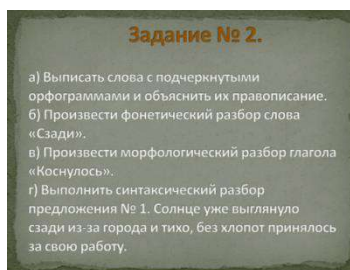 Задание № 2.
а) Выписать слова с подчеркнутыми
орфограммами и объяснить их правописание.
б) Произвести фонетический разбор слова
«Сзади».
в) Произвести морфологический разбор глагола
«Коснулось».
г) Выполнить синтаксический разбор
предложения № 1. Солнце уже выглянуло
сзади из-за города и тихо, без хлопот принялось
за свою работу.